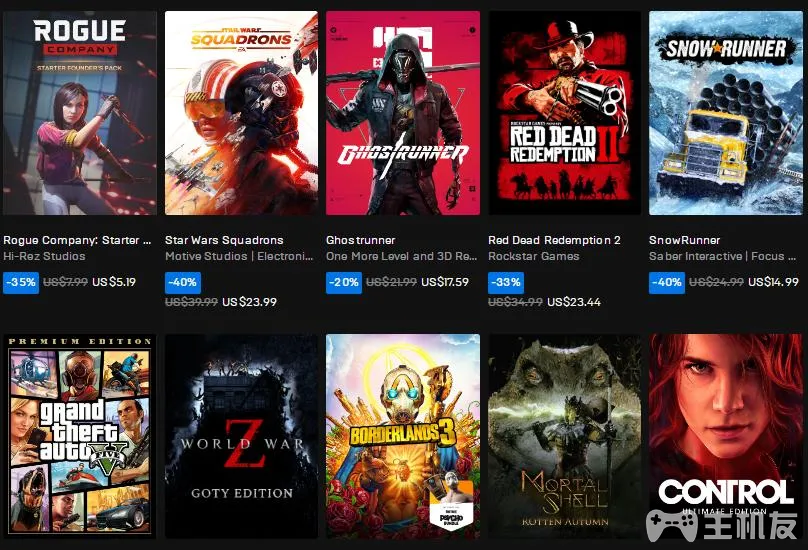 ROGUE
COMPANY
STARTER FOUNDER'S PACK
STAR WARS
SQUADRONS
EA
GHOSTRUNNER
ROCKSTAR GAMES PRESENTS
RED DEAD
REDEMPTION II
SNOWRUNNER
Rogue Company: Starter ...
Hi-Rez Studios
-35% US$7.99 US$5.19
Star Wars Squadrons
Motive Studios | Electroni...
-40%
US$39.99 US$23.99
Ghostrunner
One More Level and 3D Re...
-20% US$21.99 US$17.59
Red Dead Redemption 2
Rockstar Games
-33%
US$34.99 US$23.44
SnowRunner
Saber Interactive | Focus ...
-40% US$24.99 US$14.99
PREMIUM EDITION
grand
theft
auto V
FIVE
WORLD WAR
Z
GOTY EDITION
BORDERLANDS 3
PSYCHO
BUNDLE
MORTAL
SHELL
ROTTEN AUTUMN
CONTROL
ULTIMATE EDITION
主机友